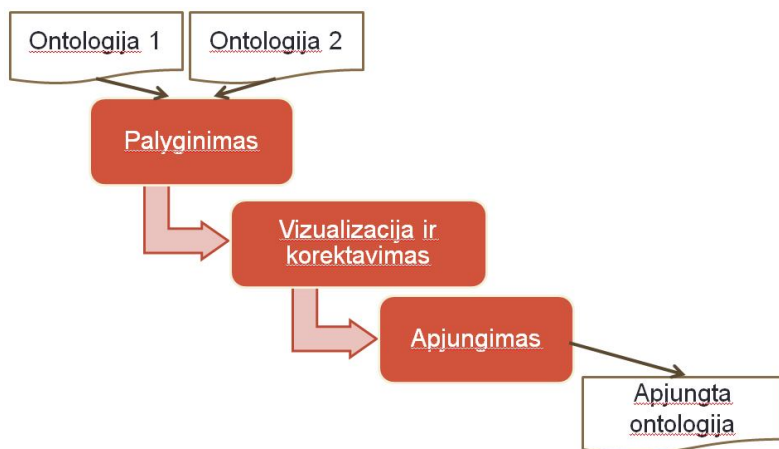 Ontologija 1
Ontologija 2
Palyginimas
Vizualizacija ir
korektavimas
Apjungimas
Apjungta
ontologija